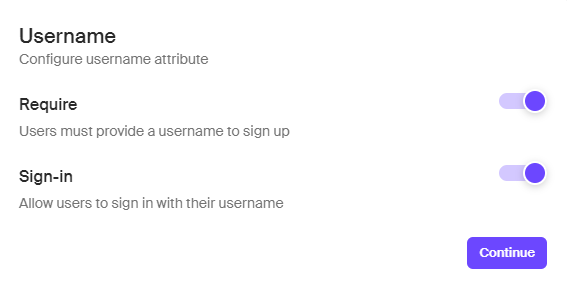 Username
Configure username attribute
Require
Users must provide a username to sign up
Sign-in
Allow users to sign in with their username
Continue